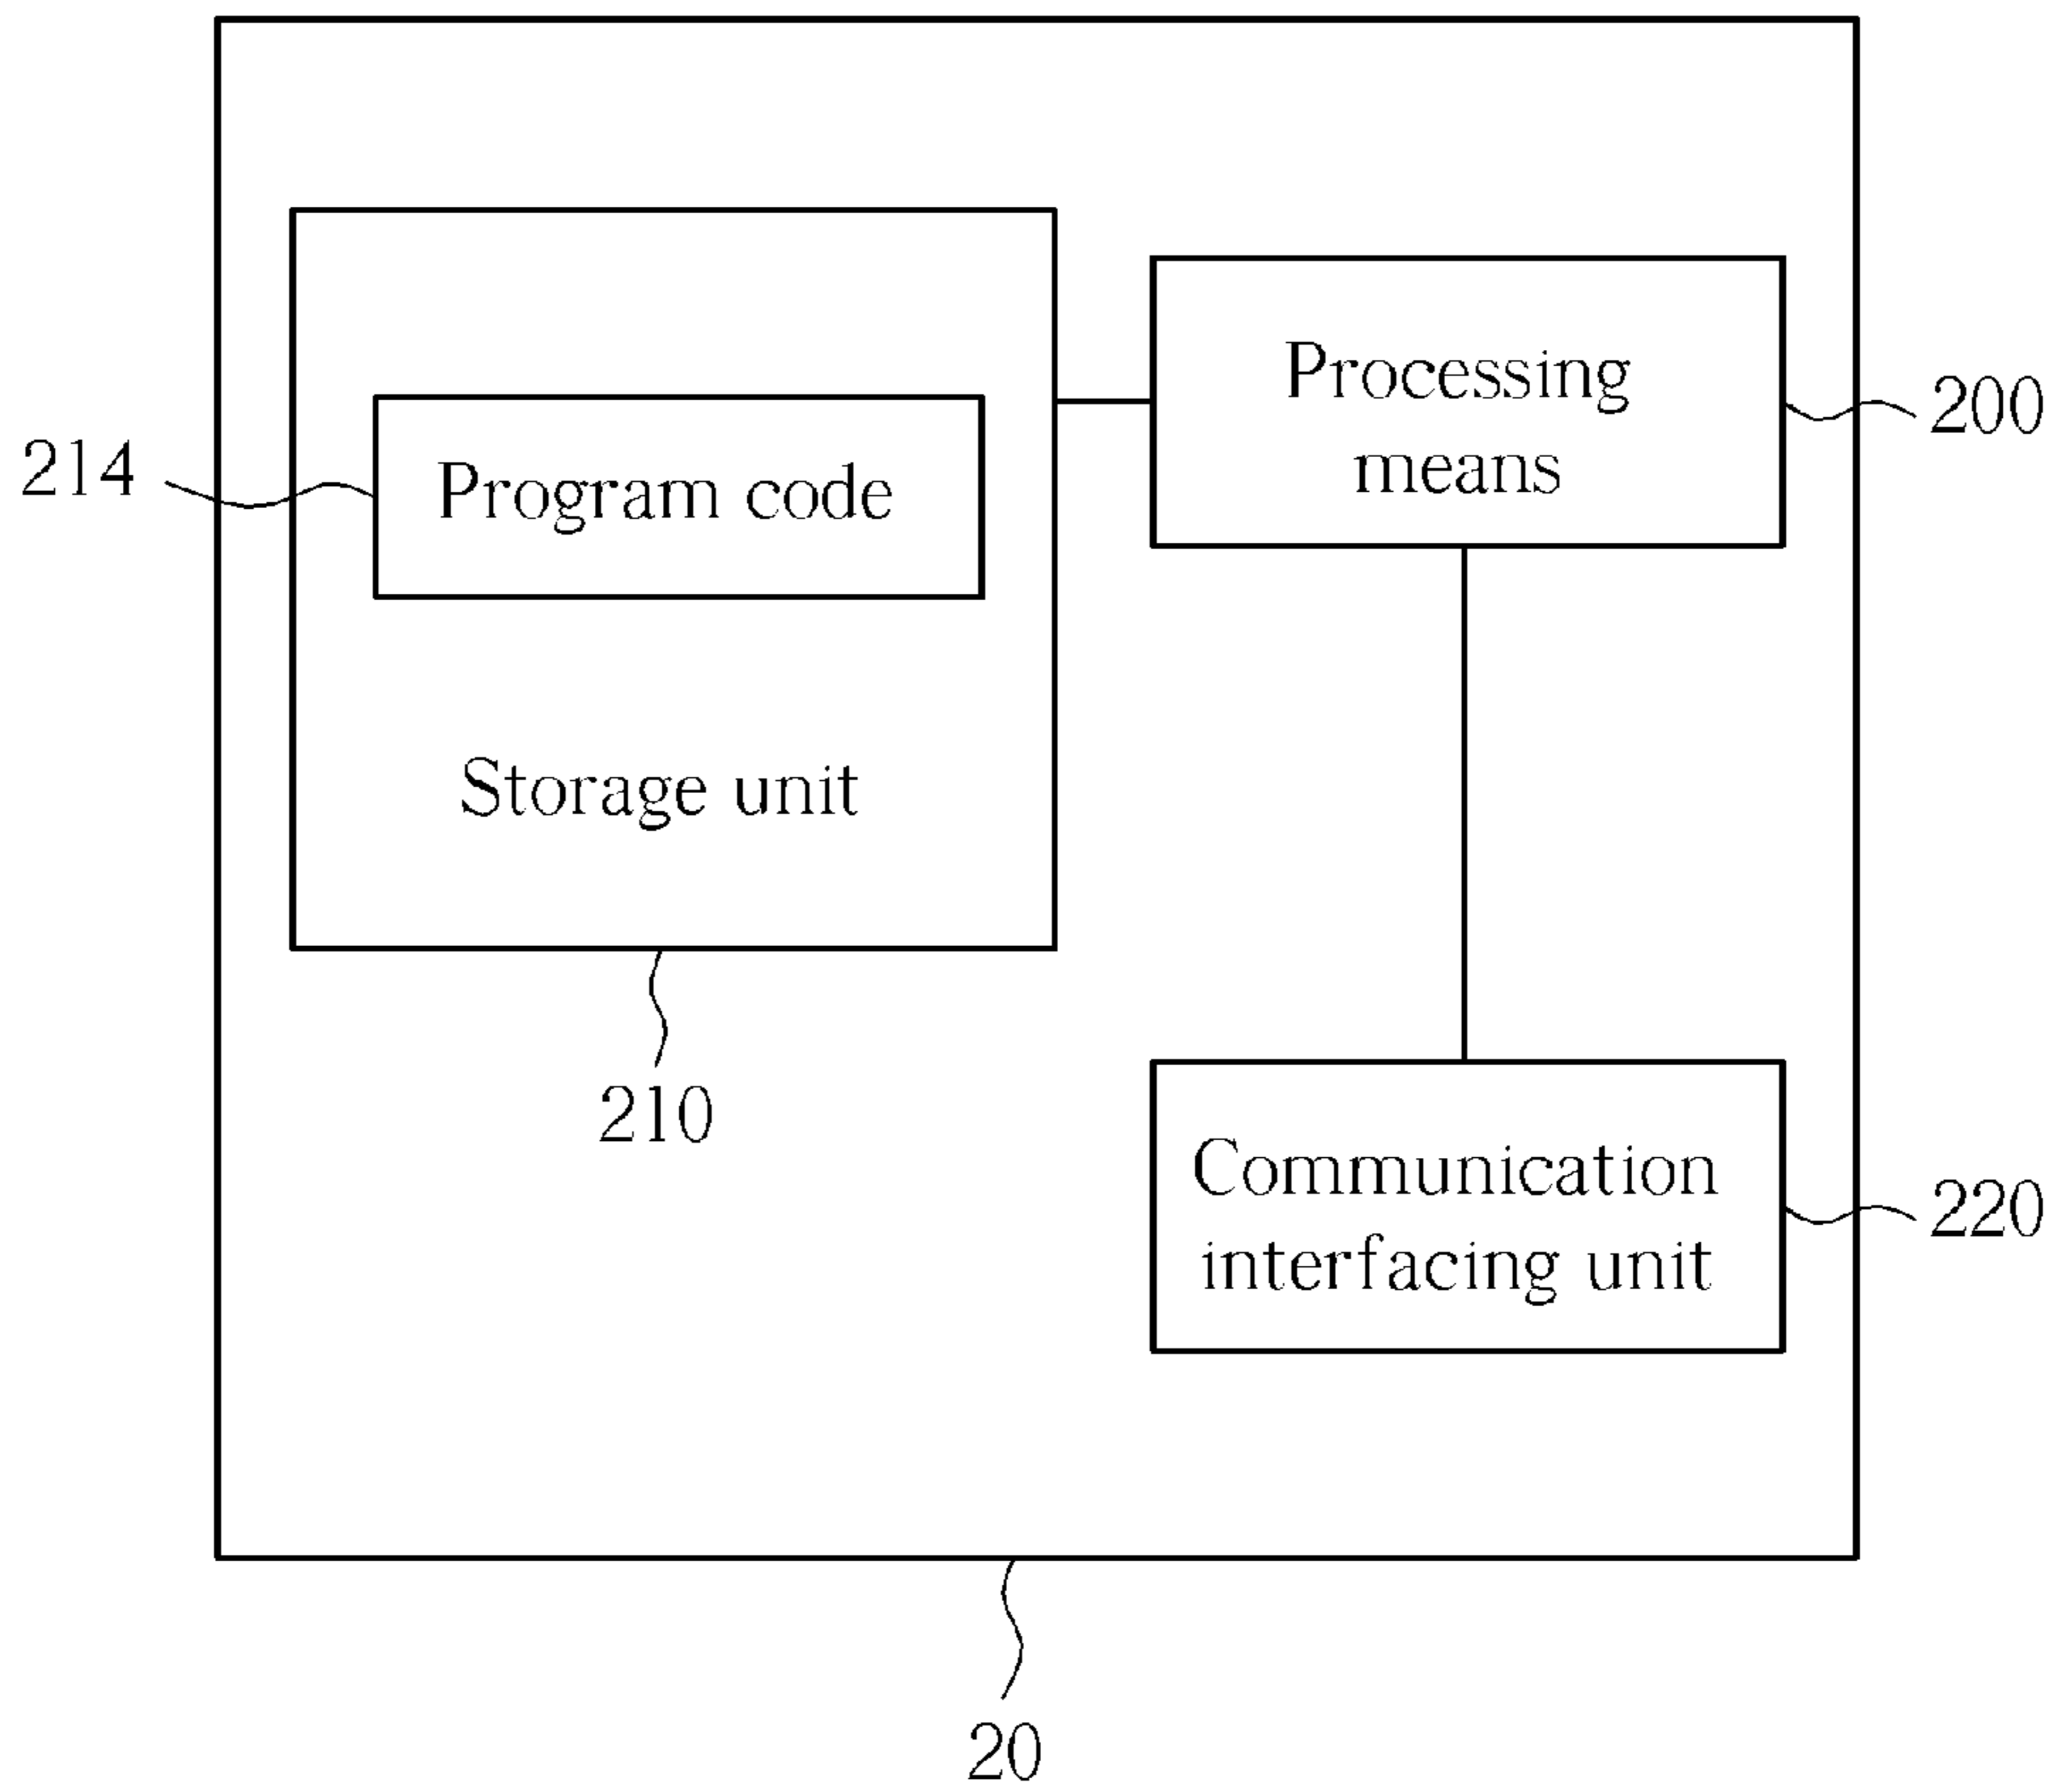 Processing
means
200
214
Program code
Storage unit
210
Communication
interfacing unit
220
20